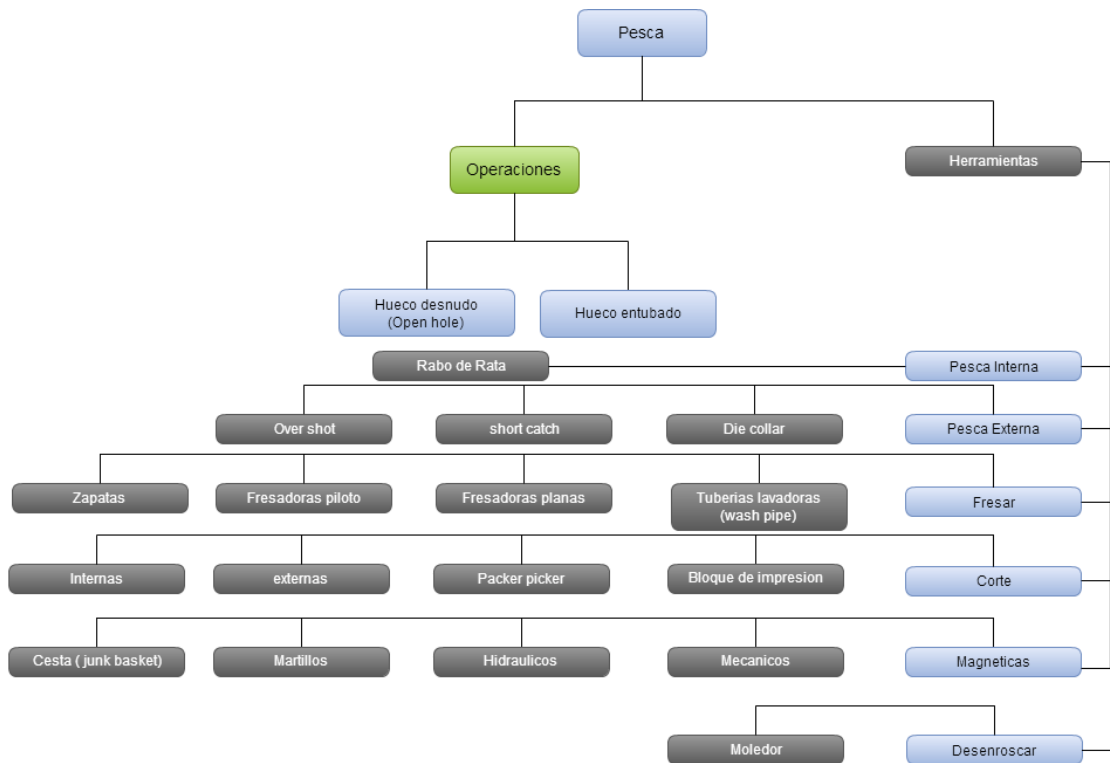 Pesca
Operaciones
Herramientas
Hueco desnudo
(Open hole)
Hueco entubado
Rabo de Rata
Pesca Interna
Over shot
short catch
Die collar
Pesca Externa
Zapatas
Fresadoras piloto
Fresadoras planas
Tuberias lavadoras
(wash pipe)
Fresar
Internas
externas
Packer picker
Bloque de impresion
Corte
Cesta ( junk basket)
Martillos
Hidraulicos
Mecanicos
Magneticas
Moledor
Desenroscar